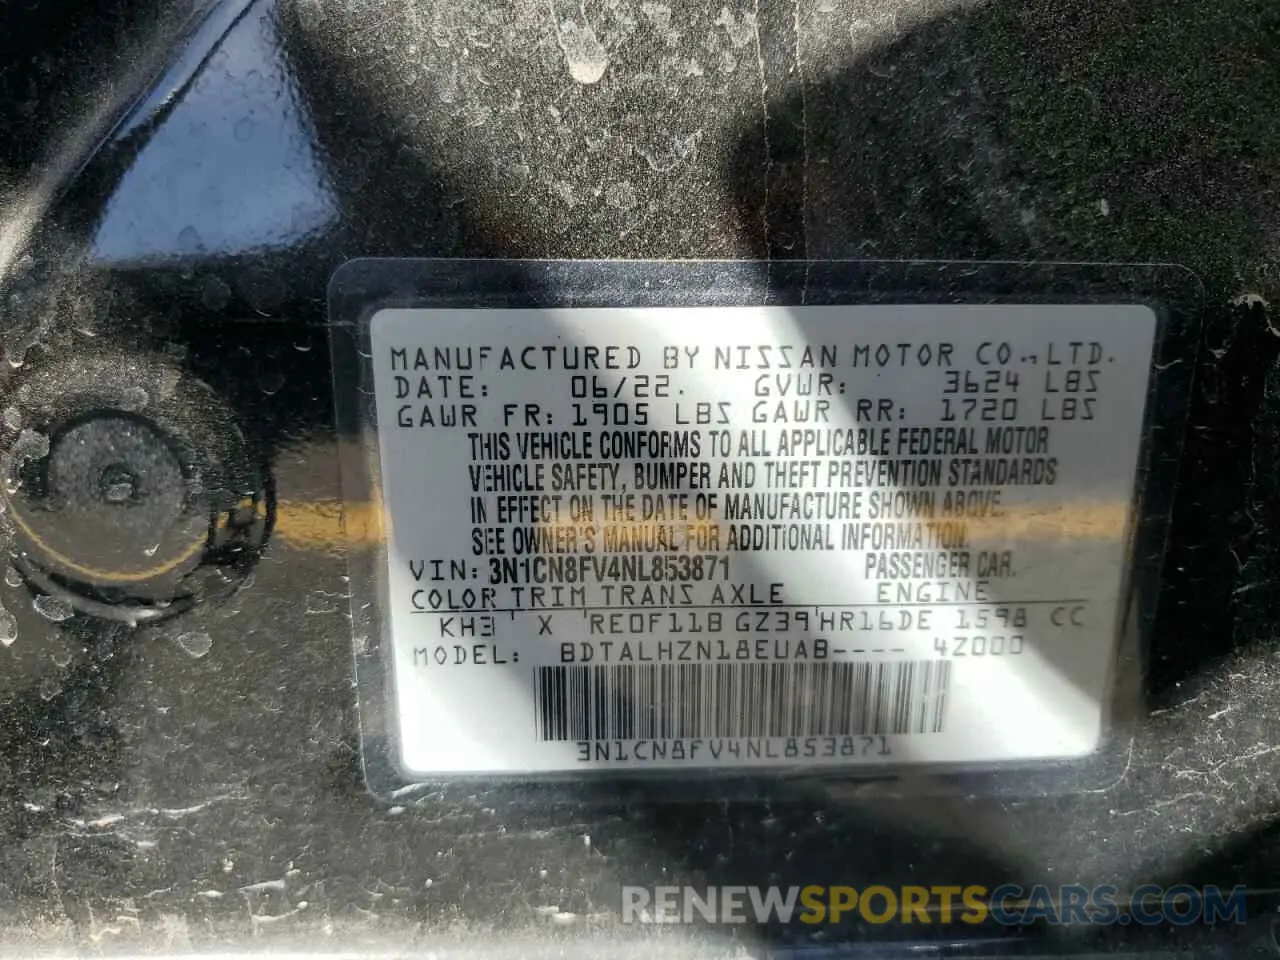 MANUFACTURED BY NISSAN MOTOR CO., LTD.
DATE: 06/22. GVWR: 3624 LBS
GAWR FR: 1905 LBS GAWR RR: 1720 LBS
THIS VEHICLE CONFORMS TO ALL APPLICABLE FEDERAL MOTOR
VEHICLE SAFETY, BUMPER AND THEFT PREVENTION STANDARDS
IN EFFECT ON THE DATE OF MANUFACTURE SHOWN ABOVE.
SEE OWNER'S MANUAL FOR ADDITIONAL INFORMATION.
VIN: 3N1CN8FV4NL853871 PASSENGER CAR.
COLOR TRIM TRANS AXLE ENGINE
KH3 X RE0F11B GZ39 HR16DE 1598 CC
MODEL: BDTALHZN18EUAB---- 4Z000
3N1CN8FV4NL853871
RENEWSPORTSCARS.COM